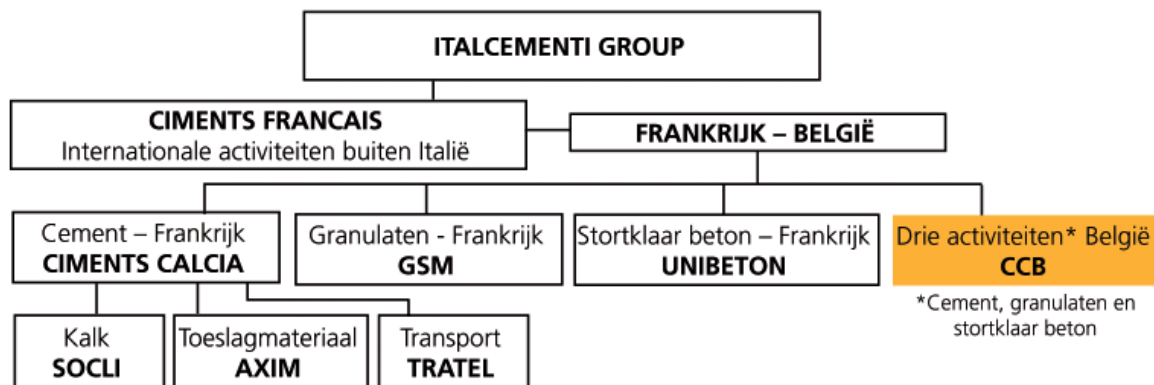 ITALCEMENTI GROUP
CIMENTS FRANCAIS
Internationale activiteiten buiten Italië
FRANKRIJK – BELGIË
Cement – Frankrijk
CIMENTS CALCIA
Granulaten - Frankrijk
GSM
Stortklaar beton – Frankrijk
UNIBETON
Drie activiteiten* België
CCB
*Cement, granulaten en
stortklaar beton
Kalk
SOCLI
Toeslagmateriaal
AXIM
Transport
TRATEL